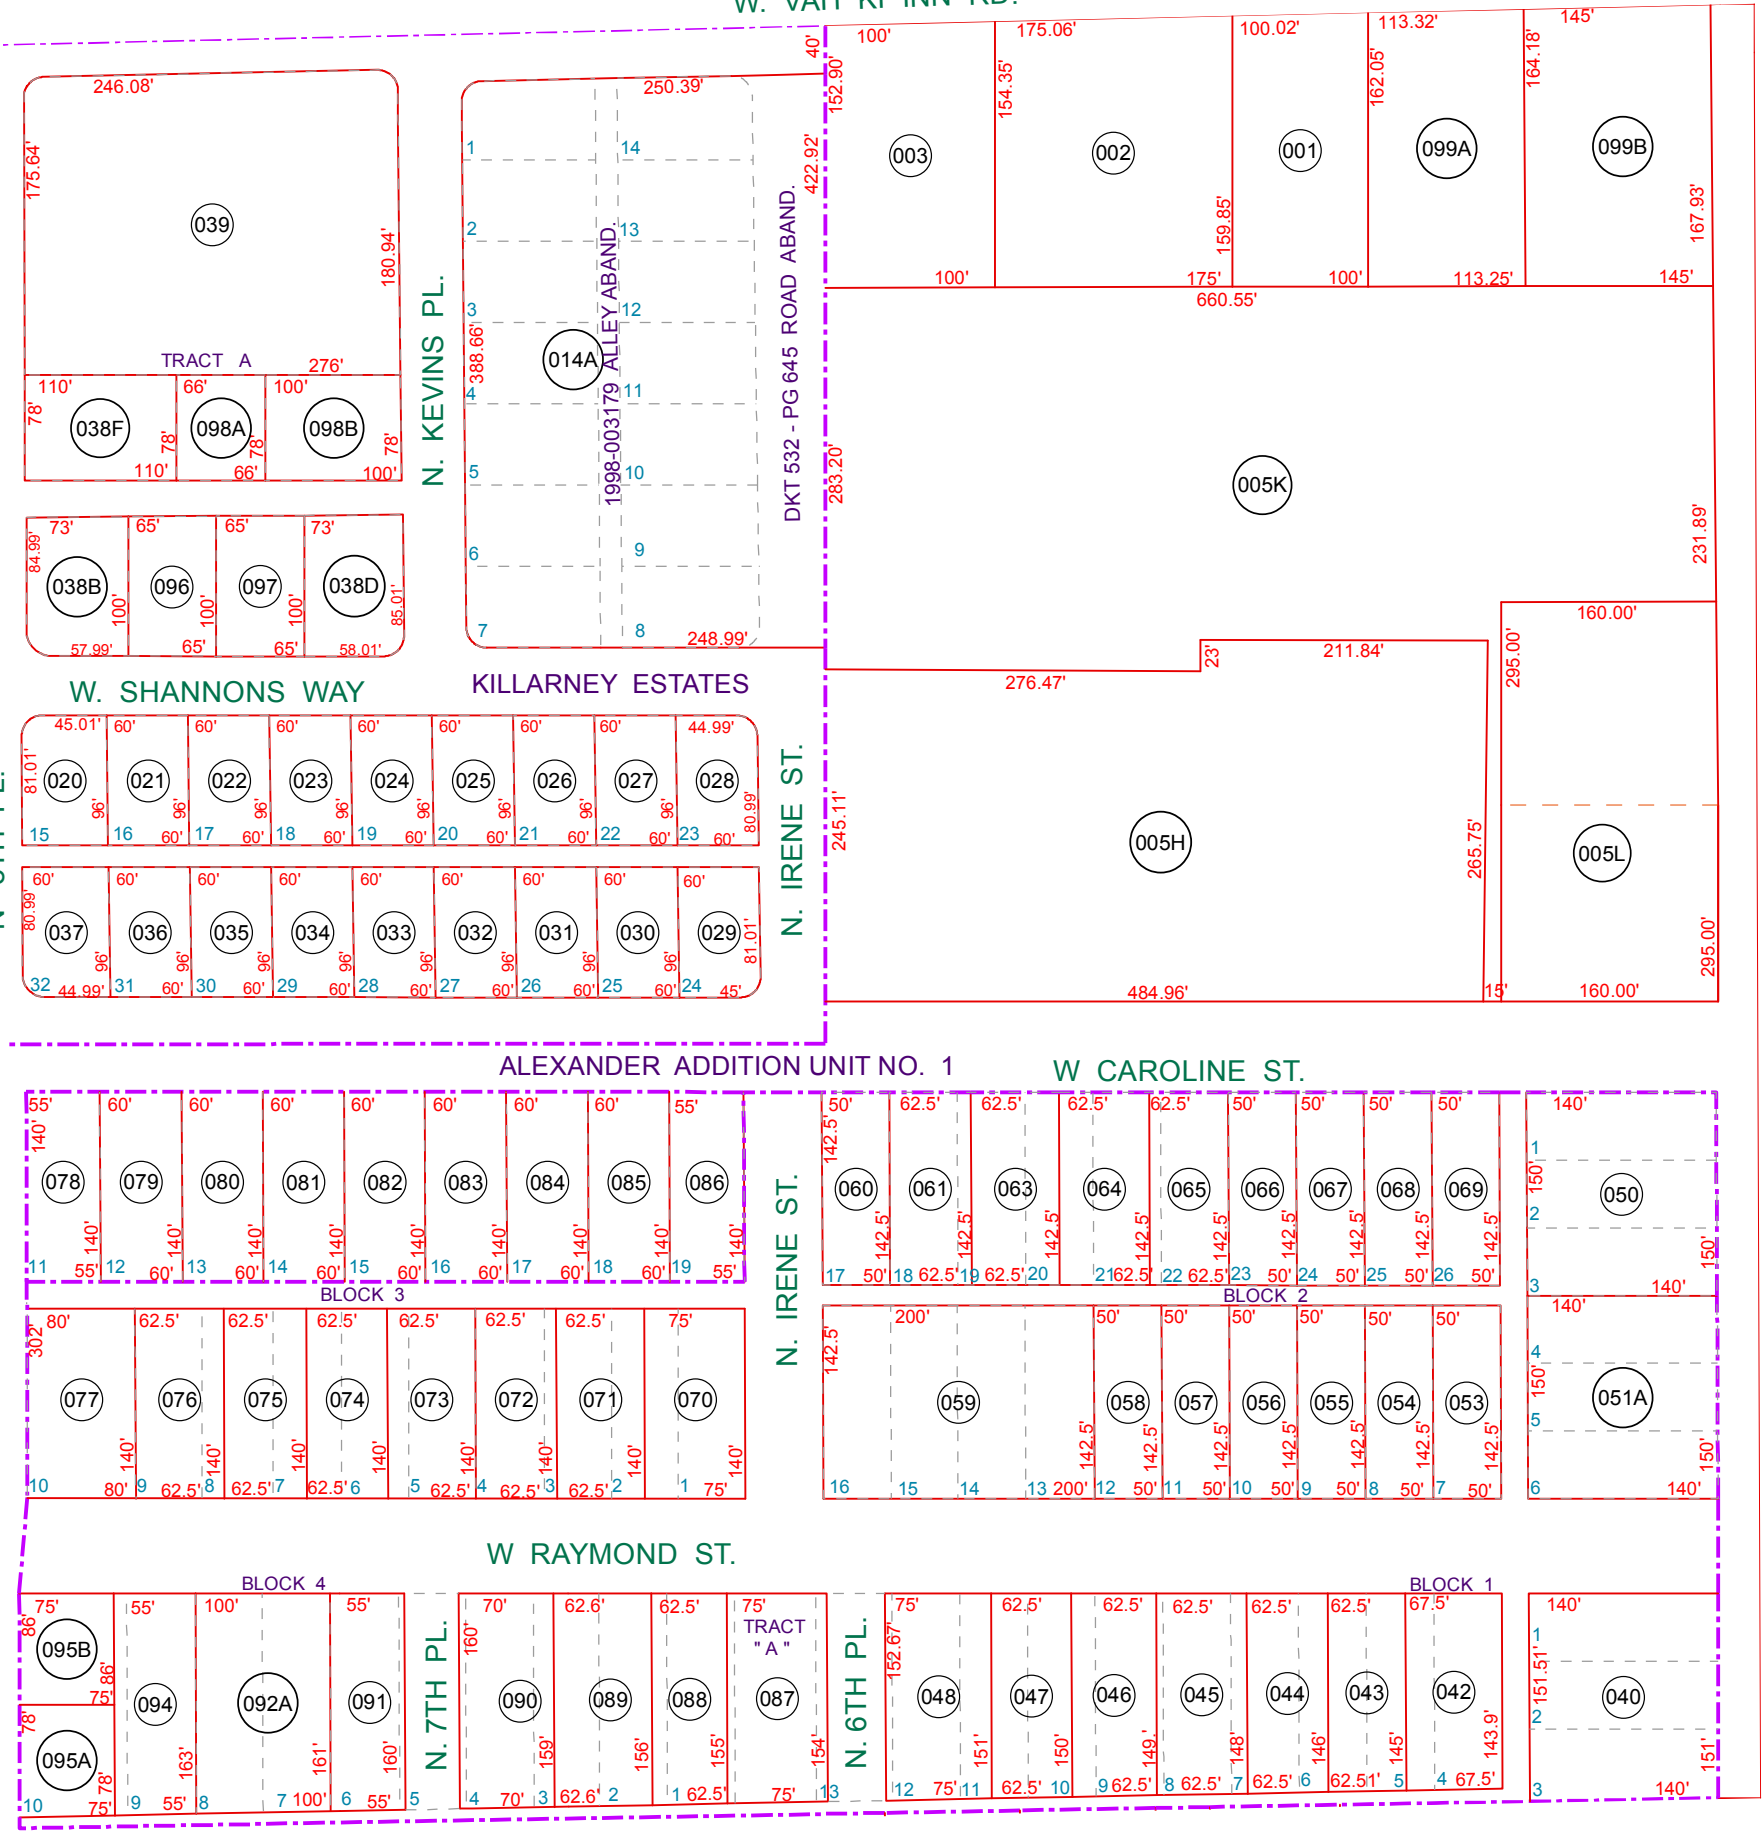 W. VAH KI INN RD.
100' 175.06' 100.02' 113.32' 145'
40'
152.90'
154.35'
162.05'
164.18'
246.08'
250.39'
175.64'
422.92'
1 14
003 002 001 099A 099B
039
2 13
180.94'
159.85'
167.93'
100' 175' 100' 113.25' 145'
660.55'
3 12
388.66'
014A
1998-003179 ALLEY ABAND.
DKT 532 - PG 645 ROAD ABAND.
N. KEVINS PL.
TRACT A 276'
110' 66' 100'
78'
038F 098A 098B
78' 78' 78'
110' 66' 100'
4 11
5 10
283.20'
005K
231.89'
73' 65' 65' 73'
84.99'
038B 096 097 038D
100' 100' 100' 85.01'
57.99' 65' 65' 58.01'
6 9
7 8 248.99'
160.00'
295.00'
23' 211.84'
276.47'
W. SHANNONS WAY
KILLARNEY ESTATES
45.01' 60' 60' 60' 60' 60' 60' 60' 44.99'
81.01'
020 021 022 023 024 025 026 027 028
96' 96' 96' 96' 96' 96' 96' 96' 80.99'
15 16 60' 17 60' 18 60' 19 60' 20 60' 21 60' 22 60' 23 60'
N. IRENE ST.
245.11'
005H
265.75'
005L
60' 60' 60' 60' 60' 60' 60' 60' 60'
80.99'
037 036 035 034 033 032 031 030 029
96' 96' 96' 96' 96' 96' 96' 96' 81.01'
32 44.99' 31 60' 30 60' 29 60' 28 60' 27 60' 26 60' 25 60' 24 45'
295.00'
484.96' 15' 160.00'
ALEXANDER ADDITION UNIT NO. 1
W CAROLINE ST.
55' 60' 60' 60' 60' 60' 60' 60' 55'
140'
078 079 080 081 082 083 084 085 086
140' 140' 140' 140' 140' 140' 140' 140' 140'
11 55' 12 60' 13 60' 14 60' 15 60' 16 60' 17 60' 18 60' 19 55'
N. IRENE ST.
50' 62.5' 62.5' 62.5' 62.5' 50' 50' 50' 50'
142.5'
060 061 063 064 065 066 067 068 069
142.5' 142.5' 142.5' 142.5' 142.5' 142.5' 142.5' 142.5' 142.5'
17 50' 18 62.5' 19 62.5' 20 21 62.5' 22 62.5' 23 50' 24 50' 25 50' 26 50'
140'
1
150'
050
2
150'
3 140'
BLOCK 3
BLOCK 2
80' 62.5' 62.5' 62.5' 62.5' 62.5' 62.5' 75'
302'
077 076 075 074 073 072 071 070
140' 140' 140' 140' 140' 140' 140'
10 80' 9 62.5' 8 62.5' 7 62.5' 6 5 62.5' 4 62.5' 3 62.5' 2 1 75'
200' 50' 50' 50' 50' 50' 50'
142.5'
059 058 057 056 055 054 053
142.5' 142.5' 142.5' 142.5' 142.5' 142.5' 142.5'
16 15 14 13 200' 12 50' 11 50' 10 50' 9 50' 8 50' 7 50'
140'
4
150'
051A
5
150'
6 140'
W RAYMOND ST.
BLOCK 4
BLOCK 1
75' 55' 100' 55'
86'
095B
86'
75'
78'
094 092A 091
095A
78' 163' 161' 160'
10 75' 9 55' 8 7 100' 6 55' 5
N. 7TH PL.
70' 62.6' 62.5' 75'
TRACT
" A "
160'
090 089 088 087
159' 156' 155' 154'
4 70' 3 62.6' 2 1 62.5' 75' 13
N. 6TH PL.
75' 62.5' 62.5' 62.5' 62.5' 62.5' 67.5'
152.67'
048 047 046 045 044 043 042
151' 150' 149.' 148' 146' 145' 143.9'
12 75' 11 62.5' 10 9 62.5' 8 62.5' 7 62.5' 6 62.51' 5 4 67.5'
140'
1
151.51'
040
2
151'
3 140'